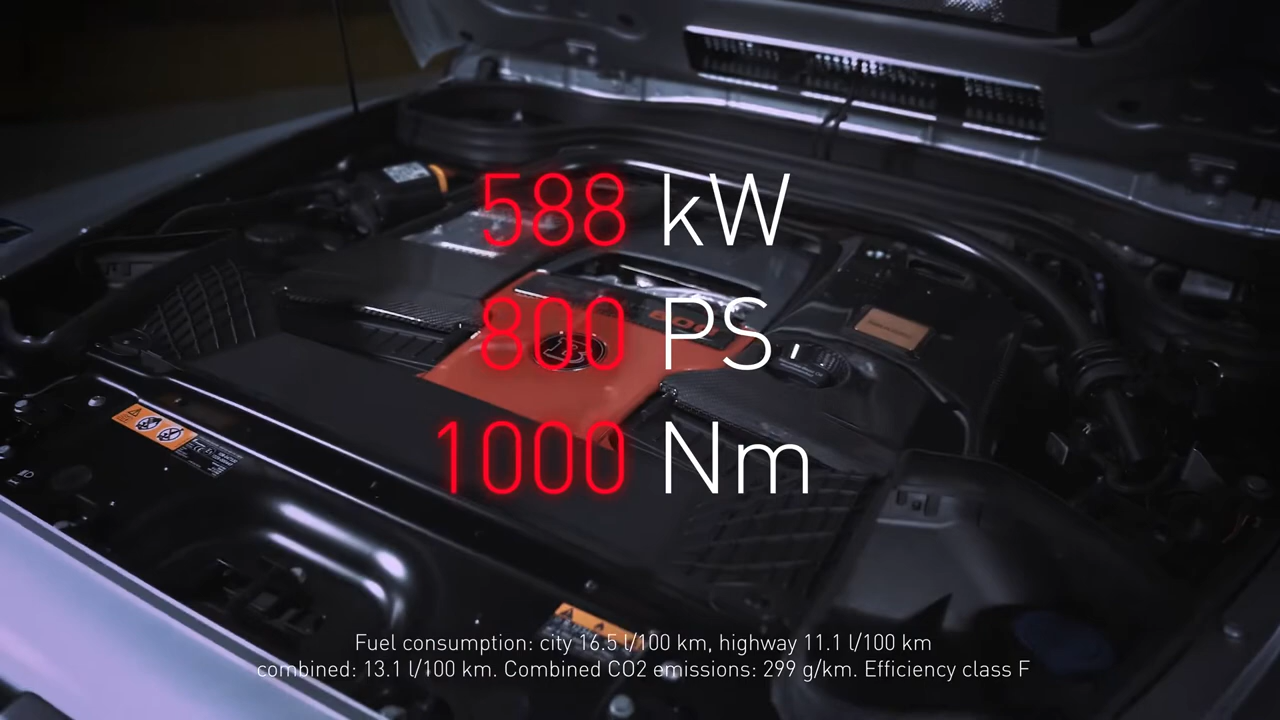 588 kW
800 PS
1000 Nm
Fuel consumption: city 16.5 l/100 km, highway 11.1 l/100 km
combined: 13.1 l/100 km. Combined CO2 emissions: 299 g/km. Efficiency class F